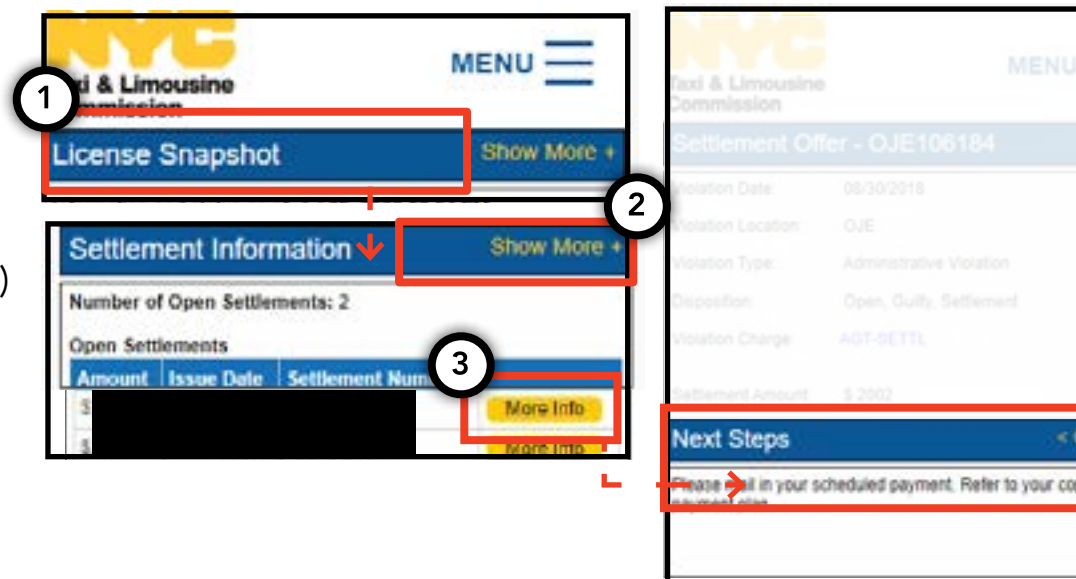 NYC
Taxi & Limousine
Commission
MENU
1
License Snapshot
Show More +
2
Settlement Information
Show More +
)
Number of Open Settlements: 2
Open Settlements
Amount Issue Date Settlement Num
3
$
More Info
$
More Info
NYC
Taxi & Limousine
Commission
MENU
Settlement Offer - OJE106184
Violation Date: 08/30/2018
Violation Location: OJE
Violation Type: Administrative Violation
Disposition: Open, Guilty, Settlement
Violation Charge: AGT-SETTL
Settlement Amount: $ 2002
Next Steps
<
Please mail in your scheduled payment. Refer to your
payment plan